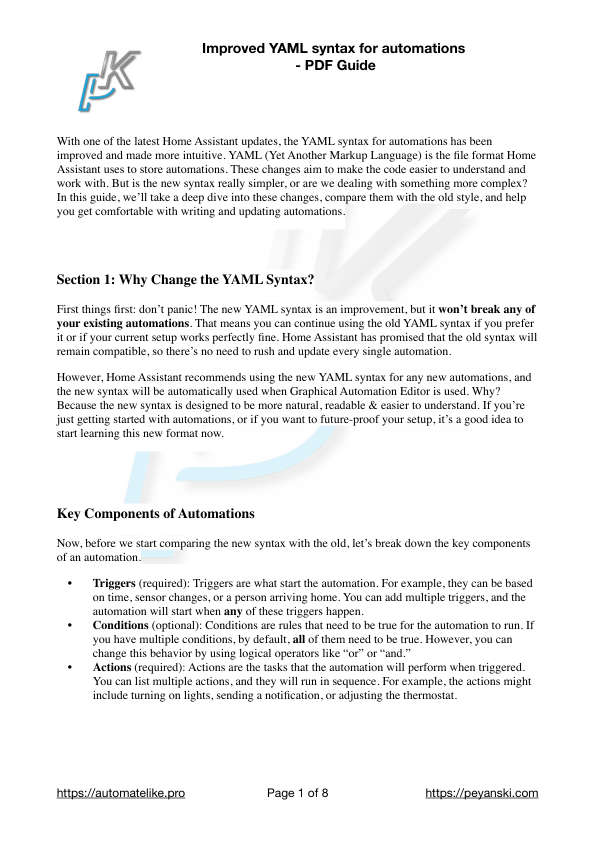 Improved YAML syntax for automations
- PDF Guide
With one of the latest Home Assistant updates, the YAML syntax for automations has been
improved and made more intuitive. YAML (Yet Another Markup Language) is the file format Home
Assistant uses to store automations. These changes aim to make the code easier to understand and
work with. But is the new syntax really simpler, or are we dealing with something more complex?
In this guide, we’ll take a deep dive into these changes, compare them with the old style, and help
you get comfortable with writing and updating automations.
Section 1: Why Change the YAML Syntax?
First things first: don’t panic! The new YAML syntax is an improvement, but it won’t break any of
your existing automations. That means you can continue using the old YAML syntax if you prefer
it or if your current setup works perfectly fine. Home Assistant has promised that the old syntax will
remain compatible, so there’s no need to rush and update every single automation.
However, Home Assistant recommends using the new YAML syntax for any new automations, and
the new syntax will be automatically used when Graphical Automation Editor is used. Why?
Because the new syntax is designed to be more natural, readable & easier to understand. If you’re
just getting started with automations, or if you want to future-proof your setup, it’s a good idea to
start learning this new format now.
Key Components of Automations
Now, before we start comparing the new syntax with the old, let’s break down the key components
of an automation.
• Triggers (required): Triggers are what start the automation. For example, they can be based
on time, sensor changes, or a person arriving home. You can add multiple triggers, and the
automation will start when any of these triggers happen.
• Conditions (optional): Conditions are rules that need to be true for the automation to run. If
you have multiple conditions, by default, all of them need to be true. However, you can
change this behavior by using logical operators like “or” or “and.”
• Actions (required): Actions are the tasks that the automation will perform when triggered.
You can list multiple actions, and they will run in sequence. For example, the actions might
include turning on lights, sending a notification, or adjusting the thermostat.
https://automatelike.pro Page 1 of 8 https://peyanski.com